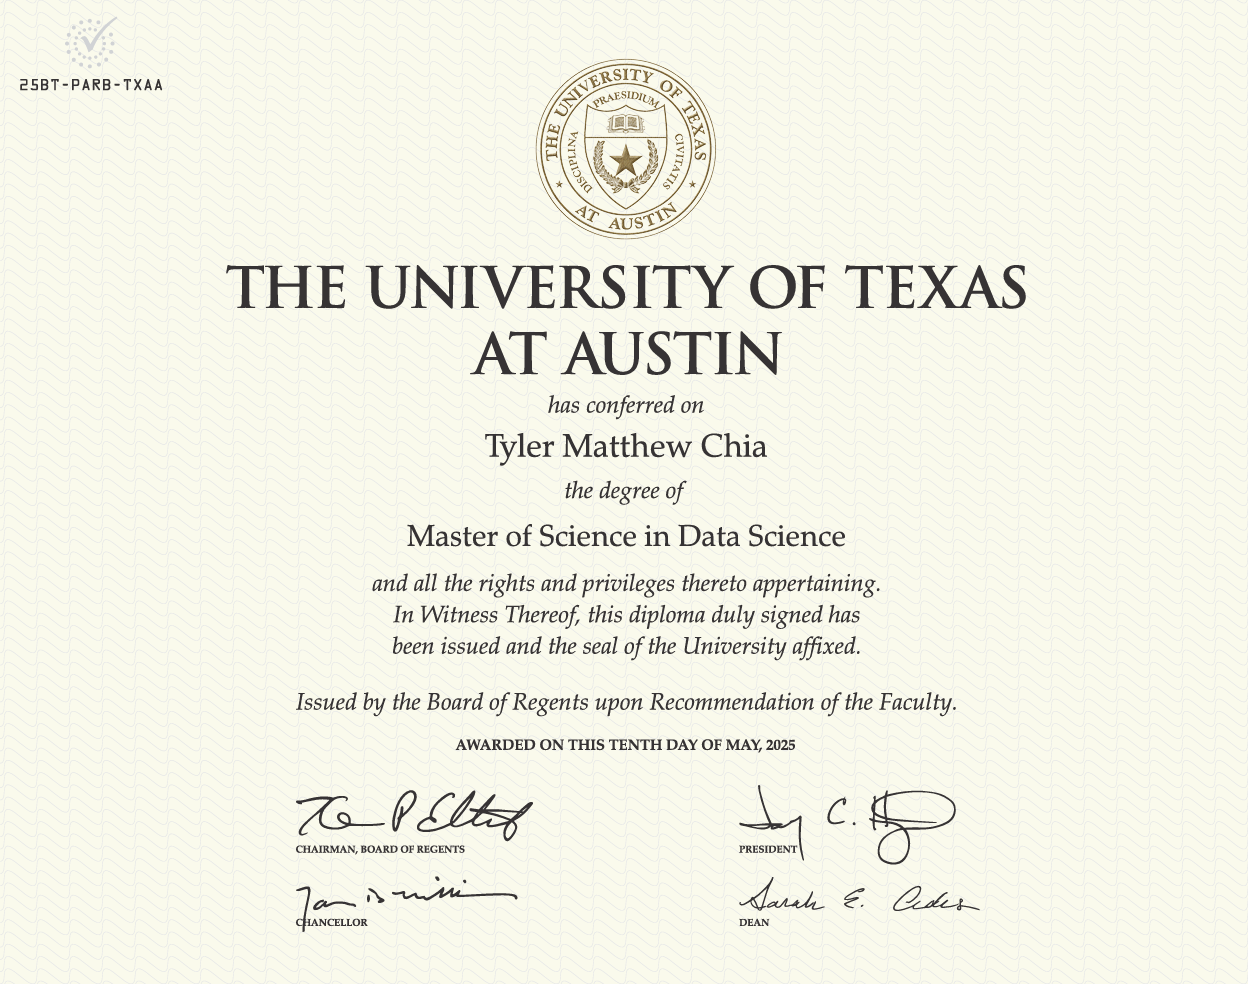 25BT-PARB-TXAA
THE UNIVERSITY OF TEXAS
AT AUSTIN
PRAESIDIUM
DISCIPLINA
CIVITATIS
THE UNIVERSITY OF TEXAS
AT AUSTIN
has conferred on
Tyler Matthew Chia
the degree of
Master of Science in Data Science
and all the rights and privileges thereto appertaining.
In Witness Thereof, this diploma duly signed has
been issued and the seal of the University affixed.
Issued by the Board of Regents upon Recommendation of the Faculty.
AWARDED ON THIS TENTH DAY OF MAY, 2025
CHAIRMAN, BOARD OF REGENTS
PRESIDENT
Sarah E.
CHANCELLOR
DEAN